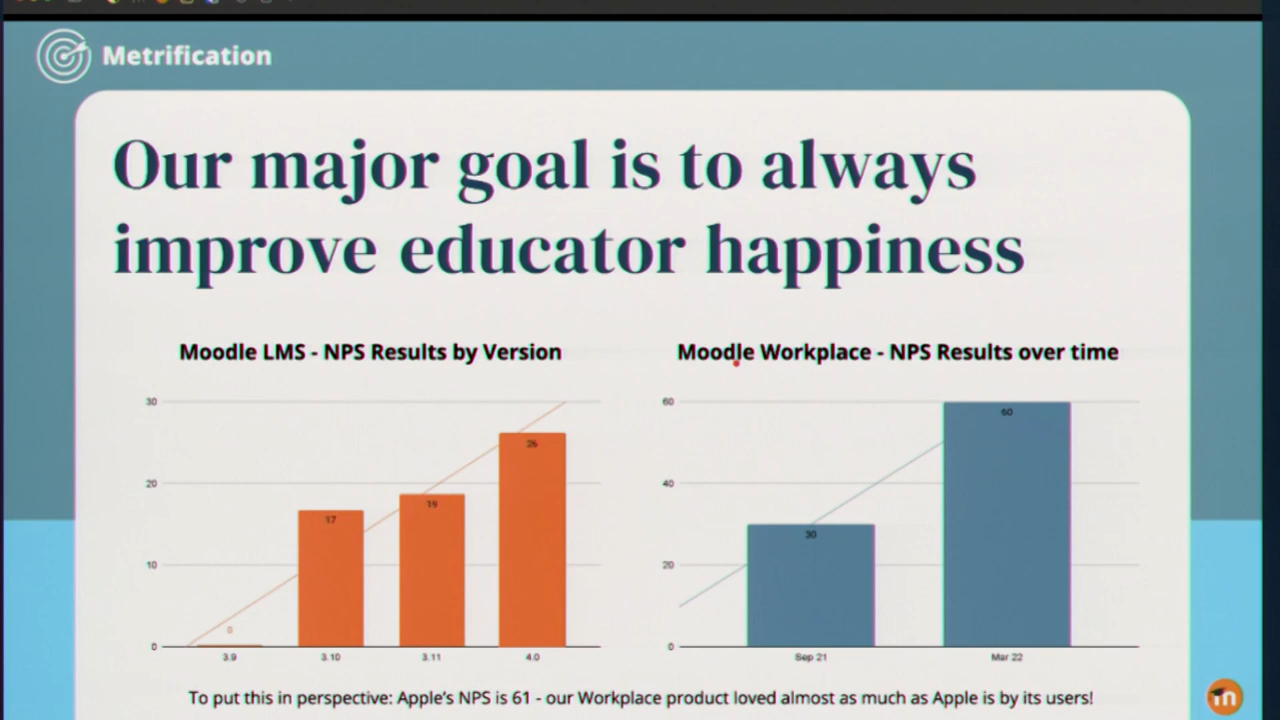 Metrification
Our major goal is to always
improve educator happiness
Moodle LMS - NPS Results by Version
30
20
10
0
0
17
19
26
3.9
3.10
3.11
4.0
Moodle Workplace - NPS Results over time
60
40
20
0
30
60
Sep 21
Mar 22
To put this in perspective: Apple's NPS is 61 - our Workplace product loved almost as much as Apple is by its users!
m